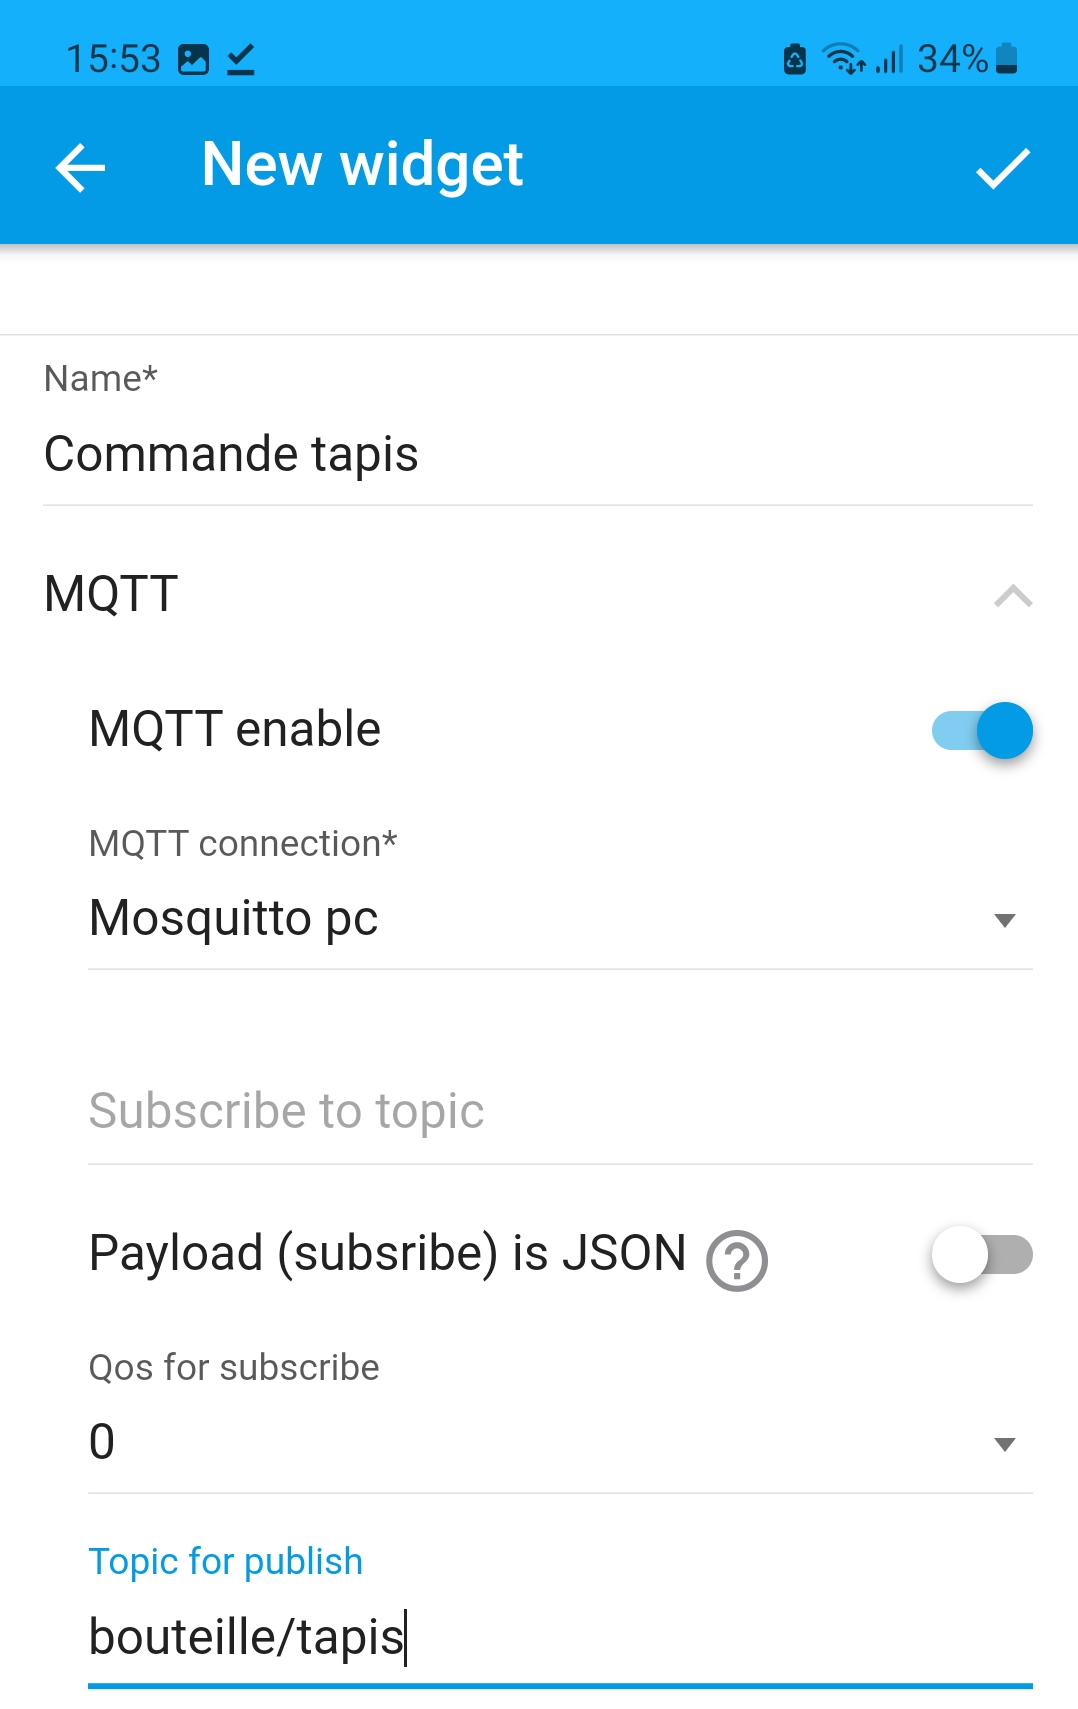 15:53
34%
New widget
Name*
Commande tapis
MQTT
MQTT enable
MQTT connection*
Mosquitto pc
Subscribe to topic
Payload (subsribe) is JSON ?
Qos for subscribe
0
Topic for publish
bouteille/tapis